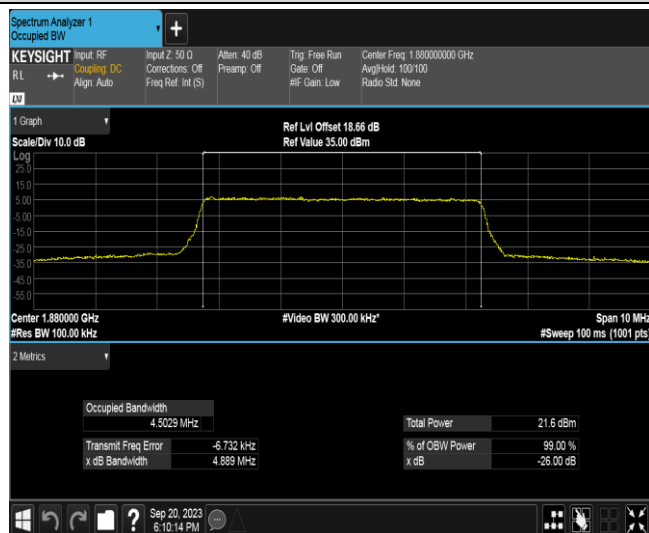 Spectrum Analyzer 1
Occupied BW
+
KEYSIGHT
RL
LXI
Input: RF
Coupling: DC
Align: Auto
Input Z: 50 Ω
Corrections: Off
Freq Ref: Int (S)
Atten: 40 dB
Preamp: Off
Trig: Free Run
Gate: Off
#IF Gain: Low
Center Freq: 1.880000000 GHz
Avg|Hold: 100/100
Radio Std: None
1 Graph
Scale/Div 10.0 dB
Ref Lvl Offset 18.66 dB
Ref Value 35.00 dBm
Log
25.0
15.0
5.00
-5.00
-15.0
-25.0
-35.0
-45.0
-55.0
Center 1.880000 GHz
#Res BW 100.00 kHz
#Video BW 300.00 kHz*
Span 10 MHz
#Sweep 100 ms (1001 pts)
2 Metrics
Occupied Bandwidth
4.5029 MHz
Total Power 21.6 dBm
Transmit Freq Error -6.732 kHz
% of OBW Power 99.00 %
x dB Bandwidth 4.889 MHz
x dB -26.00 dB
?
Sep 20, 2023
6:10:14 PM